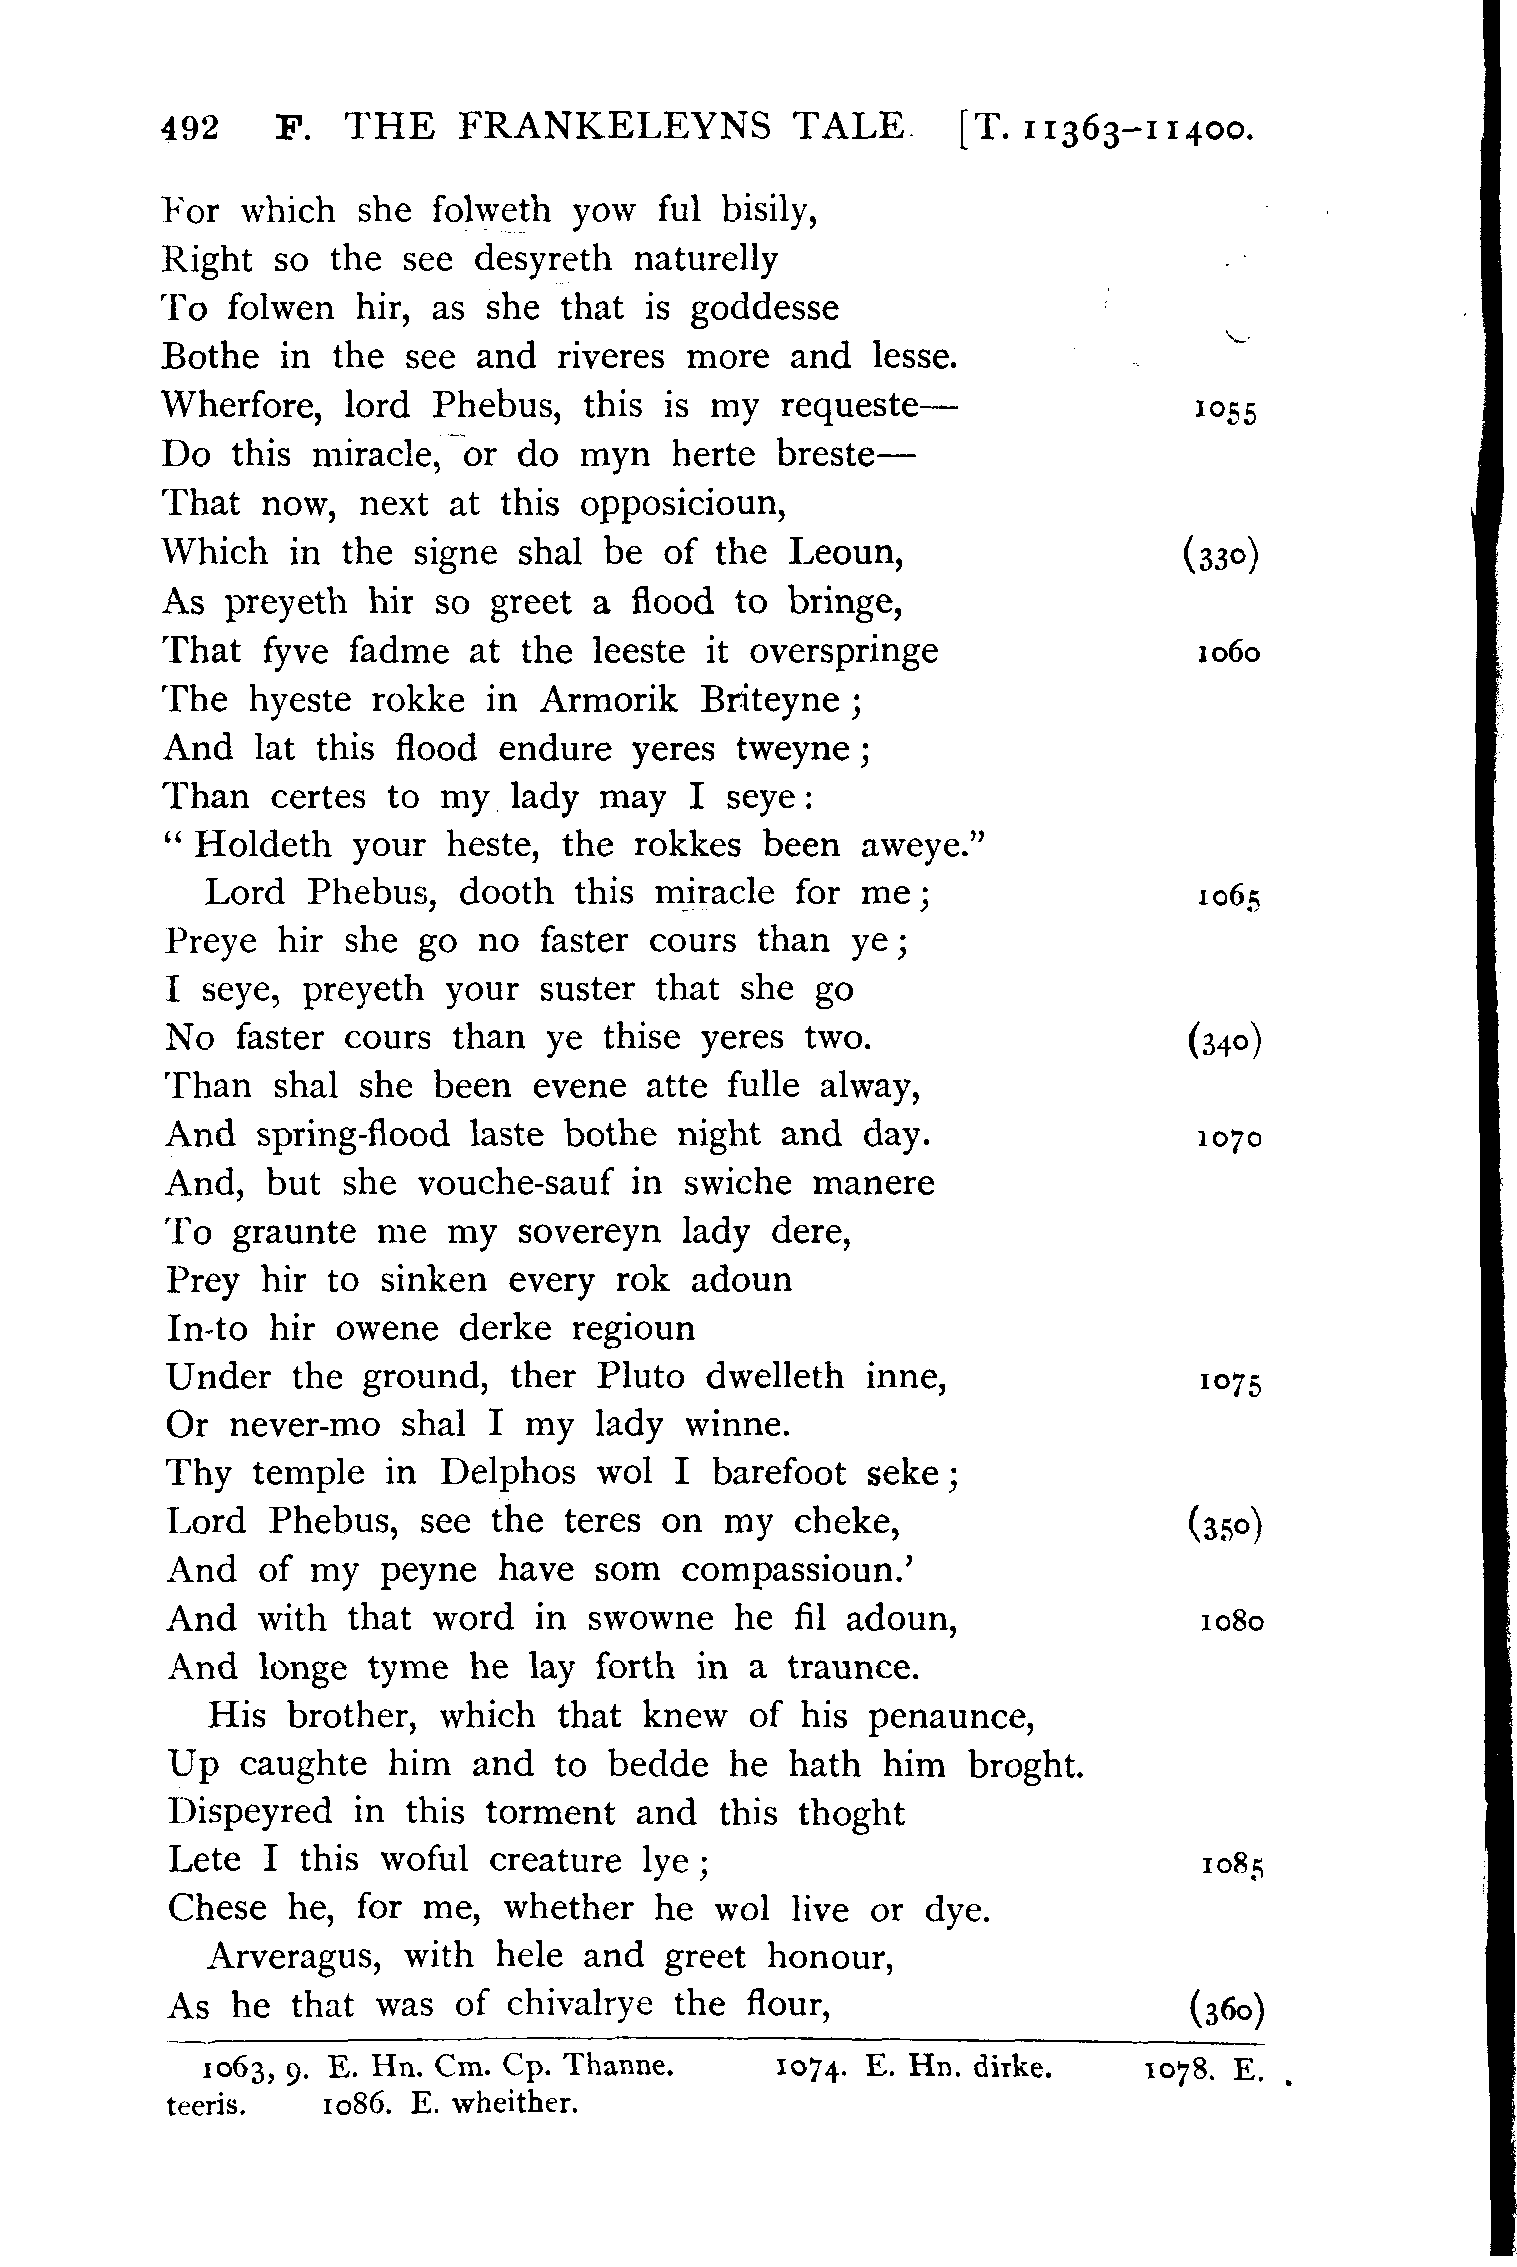 492 F. THE FRANKELEYNS TALE. [T. 11363-11400.
For which she folweth yow ful bisily,
Right so the see desyreth naturelly
To folwen hir, as she that is goddesse
Bothe in the see and riveres more and lesse.
Wherfore, lord Phebus, this is my requeste— 1055
Do this miracle, or do myn herte breste—
That now, next at this opposicioun,
Which in the signe shal be of the Leoun, (330)
As preyeth hir so greet a flood to bringe,
That fyve fadme at the leeste it overspringe 1060
The hyeste rokke in Armorik Briteyne ;
And lat this flood endure yeres tweyne ;
Than certes to my lady may I seye :
“ Holdeth your heste, the rokkes been aweye.”
Lord Phebus, dooth this miracle for me ; 1065
Preye hir she go no faster cours than ye ;
I seye, preyeth your suster that she go
No faster cours than ye thise yeres two. (340)
Than shal she been evene atte fulle alway,
And spring-flood laste bothe night and day. 1070
And, but she vouche-sauf in swiche manere
To graunte me my sovereyn lady dere,
Prey hir to sinken every rok adoun
In-to hir owene derke regioun
Under the ground, ther Pluto dwelleth inne, 1075
Or never-mo shal I my lady winne.
Thy temple in Delphos wol I barefoot seke ;
Lord Phebus, see the teres on my cheke, (350)
And of my peyne have som compassioun.’
And with that word in swowne he fil adoun, 1080
And longe tyme he lay forth in a traunce.
His brother, which that knew of his penaunce,
Up caughte him and to bedde he hath him broght.
Dispeyred in this torment and this thoght
Lete I this woful creature lye ; 1085
Chese he, for me, whether he wol live or dye.
Arveragus, with hele and greet honour,
As he that was of chivalrye the flour, (360)
1063, 9. E. Hn. Cm. Cp. Thanne. 1074. E. Hn. dirke. 1078. E.
teeris. 1086. E. wheither.